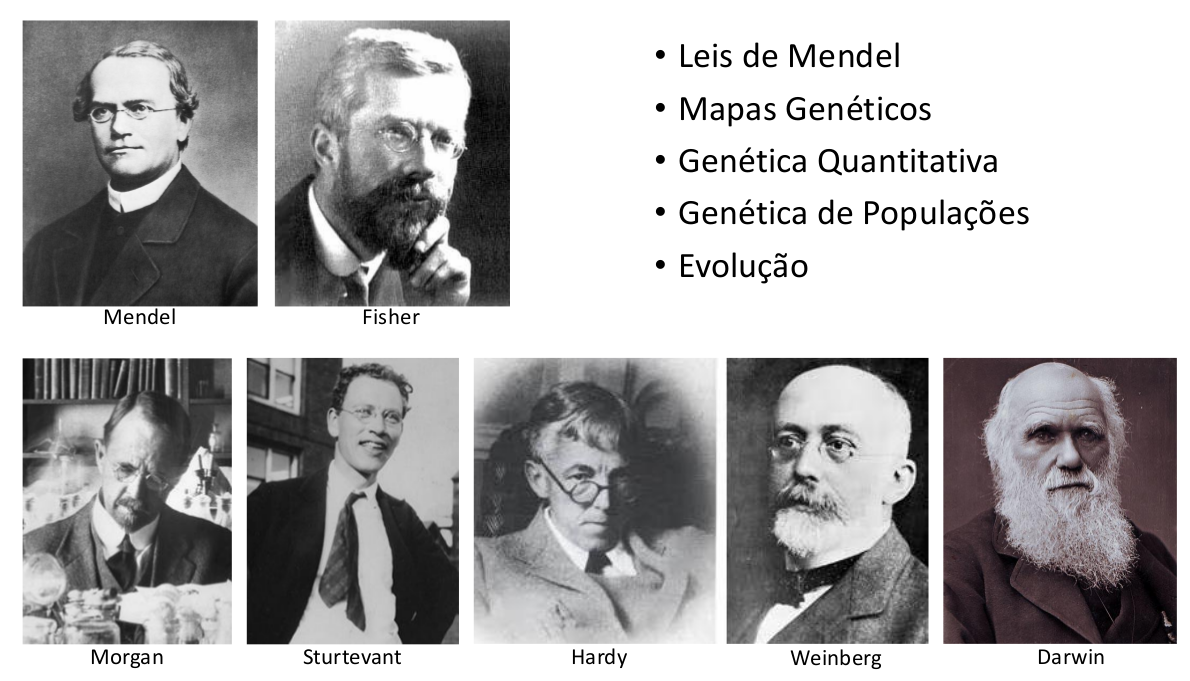 Mendel
Fisher
• Leis de Mendel
• Mapas Genéticos
• Genética Quantitativa
• Genética de Populações
• Evolução
Morgan
Sturtevant
Hardy
Weinberg
Darwin